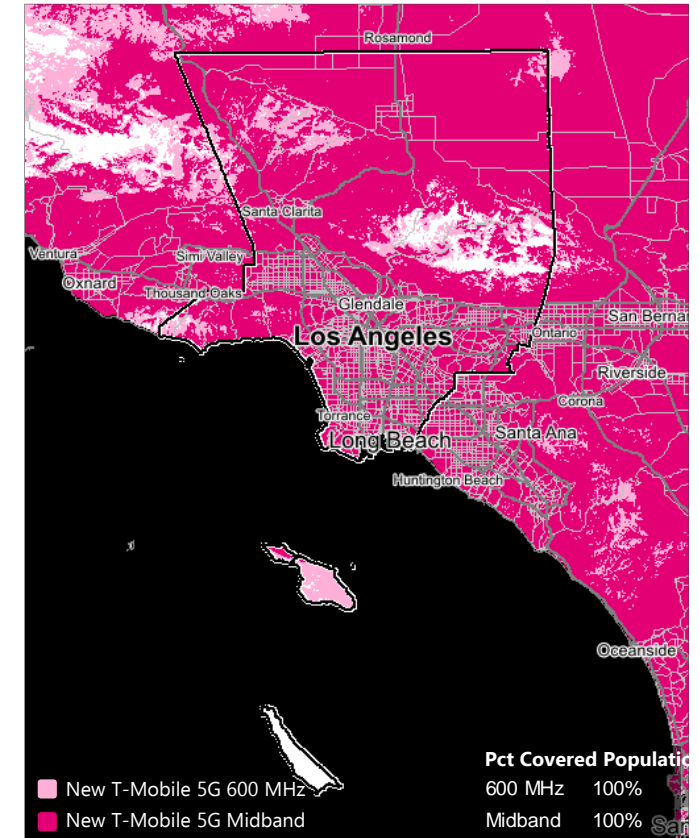 Rosamond
Santa Clarita
Ventura
Simi Valley
Oxnard
Thousand Oaks
Glendale
San Bernar
Los Angeles
Ontario
Riverside
Corona
Torrance
Long Beach
Santa Ana
Huntington Beach
Oceanside
Pct Covered Populatio
New T-Mobile 5G 600 MHz
600 MHz 100%
New T-Mobile 5G Midband
Midband 100%
San